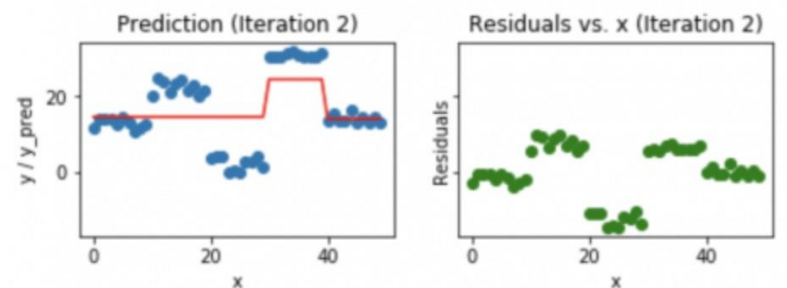 Prediction (Iteration 2)
y / y_pred
20
0
0
20
40
x
Residuals vs. x (Iteration 2)
Residuals
0
20
40
x